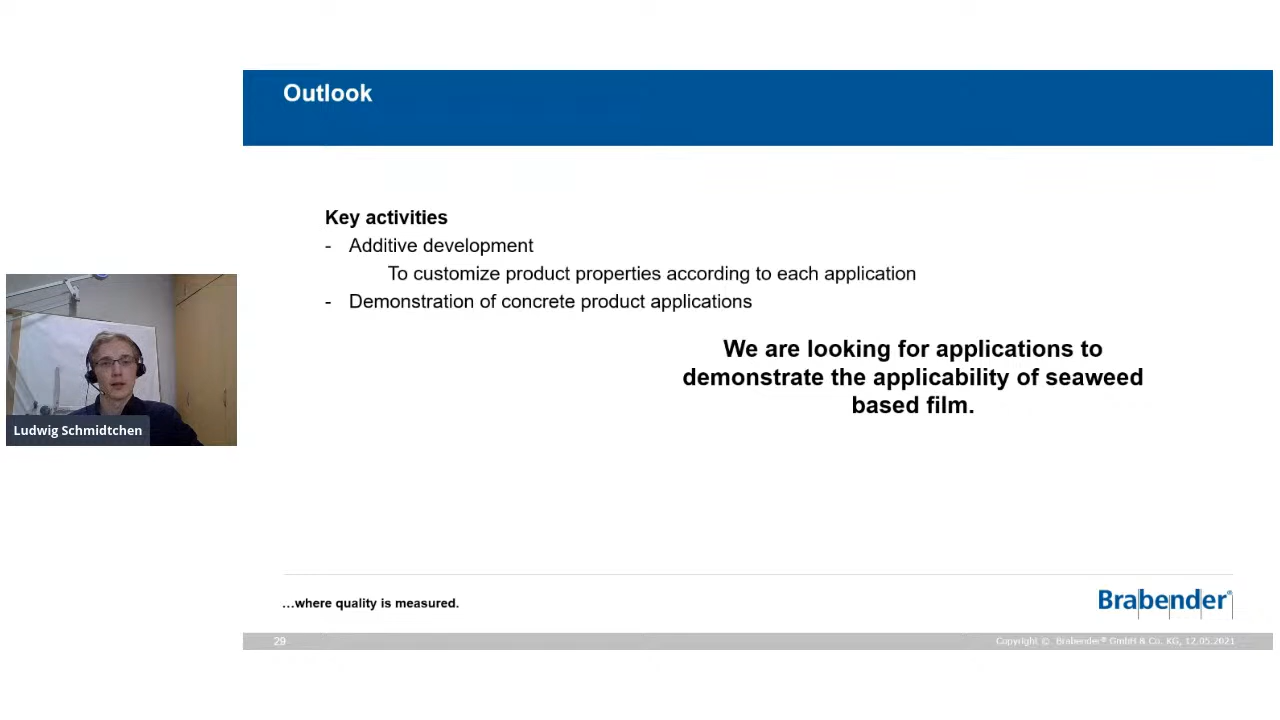 Outlook
Key activities
- Additive development
To customize product properties according to each application
- Demonstration of concrete product applications
We are looking for applications to
demonstrate the applicability of seaweed
based film.
Ludwig Schmidtchen
…where quality is measured.
Brabender®
29
Copyright © Brabender® GmbH & Co. KG, 12.05.2021